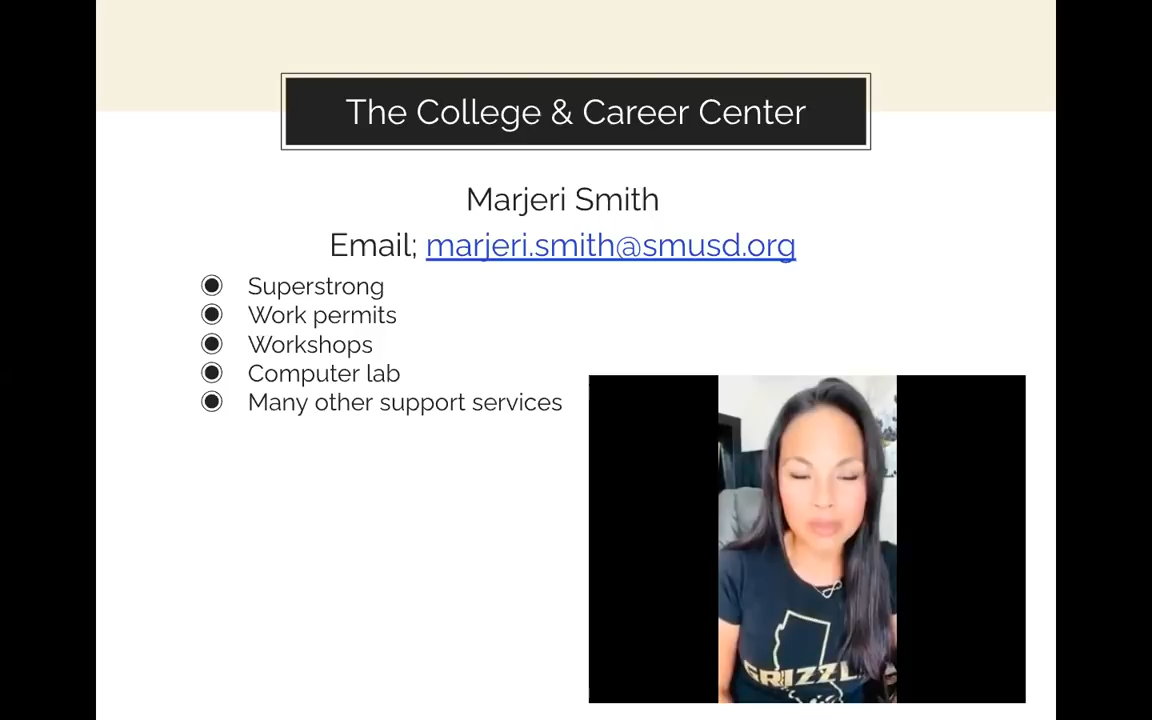 The College & Career Center
Marjeri Smith
Email; marjeri.smith@smusd.org
Superstrong
Work permits
Workshops
Computer lab
Many other support services